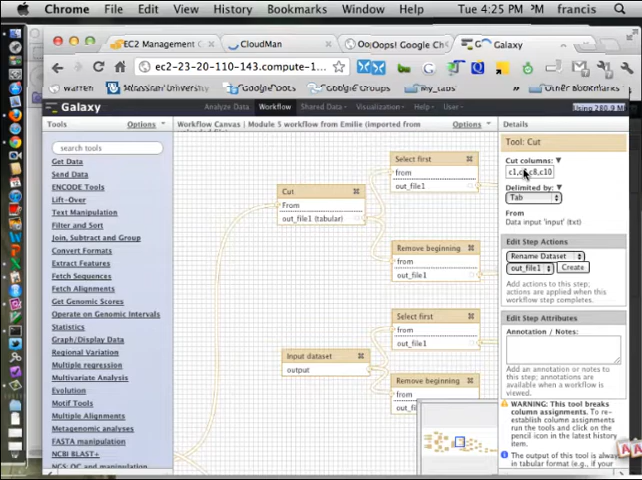 Chrome File Edit View History Bookmarks Window Help Tue 4:25 PM francis
EC2 Management C
CloudMan
Galaxy
ec2-23-20-110-143.compute-1...
Galaxy
Analyze Data Workflow Shared Data Visualization Help User
Using 280.9 M
Tools Options
Workflow Canvas | Module 5 workflow from Emilie (imported from
Options
Details
search tools
Get Data
Send Data
ENCODE Tools
Lift-Over
Text Manipulation
Filter and Sort
Join, Subtract and Group
Convert Formats
Extract Features
Fetch Sequences
Fetch Alignments
Get Genomic Scores
Operate on Genomic Intervals
Statistics
Graph/Display Data
Regional Variation
Multiple regression
Multivariate Analysis
Evolution
Motif Tools
Multiple Alignments
Metagenomic analyses
FASTA manipulation
NCBI BLAST+
NGS: QC and manipulation
Select first
from
out_file1
Cut
From
out_file1 (tabular)
Remove beginning
from
out_file1
Select first
from
out_file1
Input dataset
output
Remove beginning
from
Tool: Cut
Cut columns:
Delimited by:
Tab
From
Data input 'input' (txt)
Edit Step Actions
Rename Dataset
out_file1 Create
Add actions to this step;
actions are applied when this
workflow step completes.
Edit Step Attributes
Annotation / Notes:
Add an annotation or notes to
this step; annotations are
available when a workflow is
viewed.
WARNING: This tool breaks
column assignments. To re-
establish column assignments
run the tools and click on the
pencil icon in the latest history
item.
The output of this tool is alway
in tabular format (e.g., if your